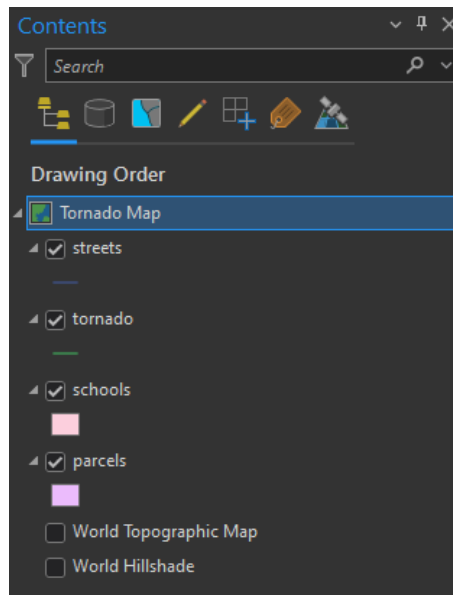 Contents
Search
Drawing Order
Tornado Map
streets
tornado
schools
parcels
World Topographic Map
World Hillshade